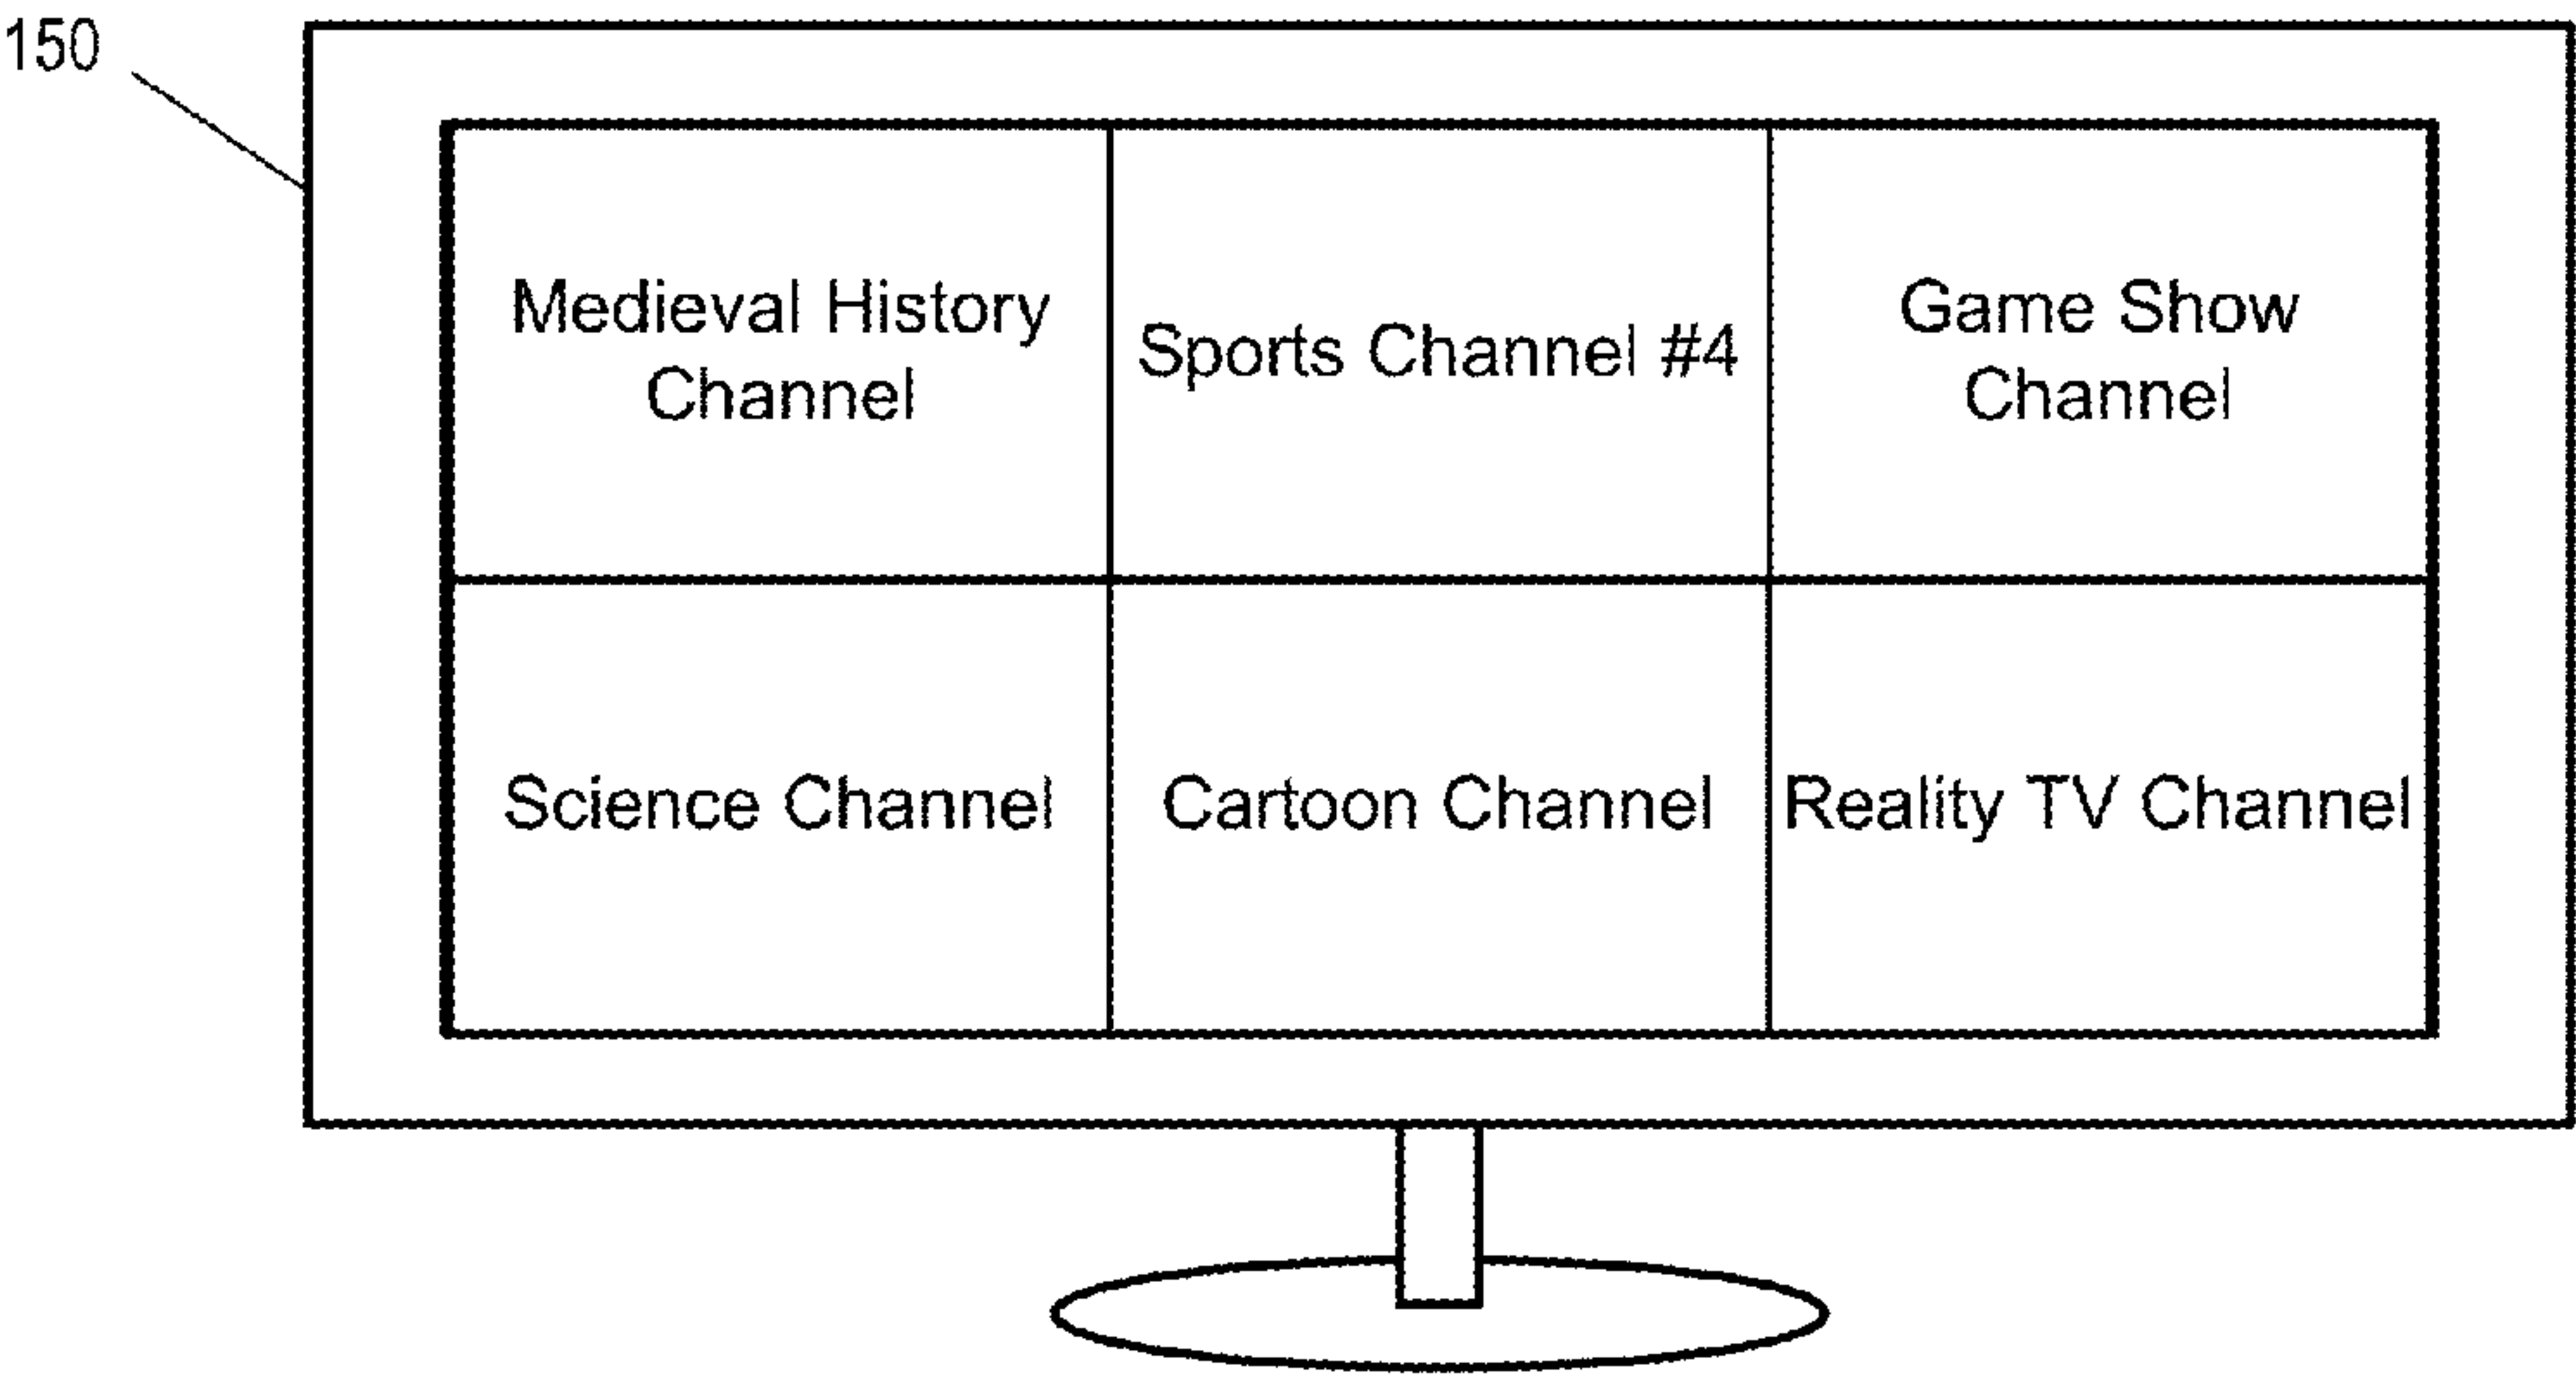 150
Medieval History
Channel
Sports Channel #4
Game Show
Channel
Science Channel
Cartoon Channel
Reality TV Channel